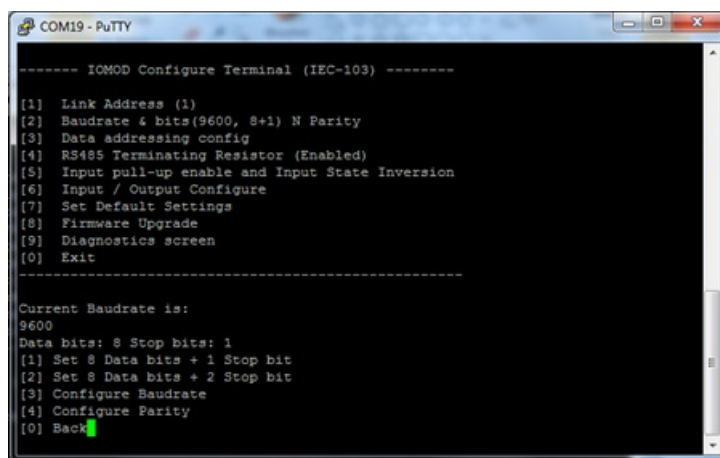 COM19 - PuTTY
------- IOMOD Configure Terminal (IEC-103) --------
[1] Link Address (1)
[2] Baudrate & bits(9600, 8+1) N Parity
[3] Data addressing config
[4] RS485 Terminating Resistor (Enabled)
[5] Input pull-up enable and Input State Inversion
[6] Input / Output Configure
[7] Set Default Settings
[8] Firmware Upgrade
[9] Diagnostics screen
[0] Exit
----------------------------------------------------
Current Baudrate is:
9600
Data bits: 8 Stop bits: 1
[1] Set 8 Data bits + 1 Stop bit
[2] Set 8 Data bits + 2 Stop bit
[3] Configure Baudrate
[4] Configure Parity
[0] Back